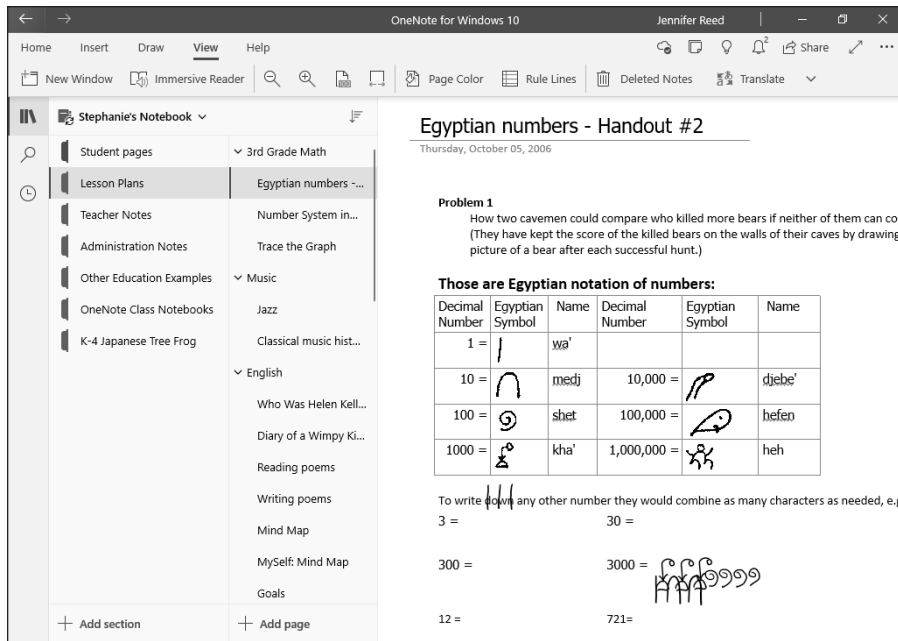 OneNote for Windows 10
Jennifer Reed
Home Insert Draw View Help
2
Share
New Window Immersive Reader Page Color Rule Lines Deleted Notes Translate
Stephanie's Notebook
Student pages
Lesson Plans
Teacher Notes
Administration Notes
Other Education Examples
OneNote Class Notebooks
K-4 Japanese Tree Frog
Add section
3rd Grade Math
Egyptian numbers -...
Number System in...
Trace the Graph
Music
Jazz
Classical music hist...
English
Who Was Helen Kell...
Diary of a Wimpy Ki...
Reading poems
Writing poems
Mind Map
MySelf: Mind Map
Goals
Add page
Egyptian numbers - Handout #2
Thursday, October 05, 2006
Problem 1
How two cavemen could compare who killed more bears if neither of them can co
(They have kept the score of the killed bears on the walls of their caves by drawing
picture of a bear after each successful hunt.)
Those are Egyptian notation of numbers:
Decimal Number Egyptian Symbol Name Decimal Number Egyptian Symbol Name
1 = wa'
10 = medj 10,000 = djebe'
100 = shet 100,000 = hefen
1000 = kha' 1,000,000 = heh
To write down any other number they would combine as many characters as needed, e.g
3 = 30 =
300 = 3000 =
12 = 721=